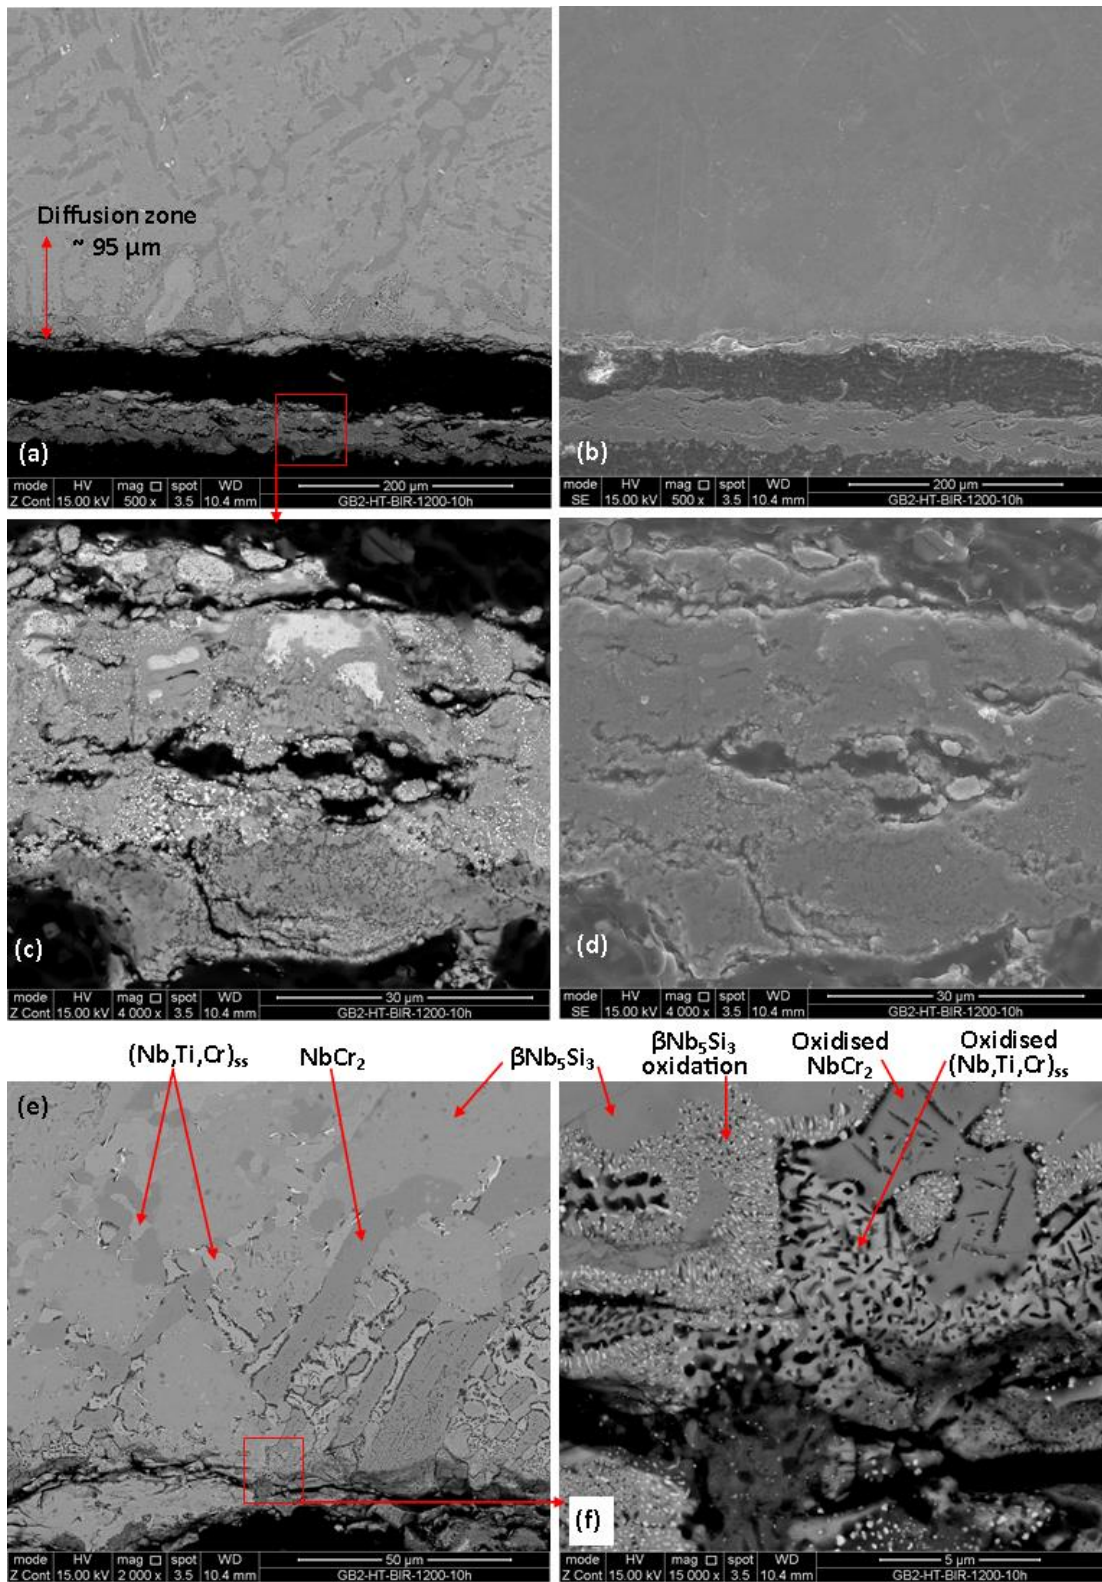 Diffusion zone
~ 95 µm
(a)
mode HV mag □ spot WD 200 µm
Z Cont 15.00 kV 500 x 3.5 10.4 mm GB2-HT-BIR-1200-10h
(b)
mode HV mag □ spot WD 200 µm
SE 15.00 kV 500 x 3.5 10.4 mm GB2-HT-BIR-1200-10h
(c)
mode HV mag □ spot WD 30 µm
Z Cont 15.00 kV 4 000 x 3.5 10.4 mm GB2-HT-BIR-1200-10h
(d)
mode HV mag □ spot WD 30 µm
SE 15.00 kV 4 000 x 3.5 10.4 mm GB2-HT-BIR-1200-10h
(e)
(Nb,Ti,Cr)ss
NbCr₂
βNb₅Si₃
mode HV mag □ spot WD 50 µm
Z Cont 15.00 kV 2 000 x 3.5 10.4 mm GB2-HT-BIR-1200-10h
βNb₅Si₃
oxidation
Oxidised
NbCr₂
Oxidised
(Nb,Ti,Cr)ss
(f)
mode HV mag □ spot WD 5 µm
Z Cont 15.00 kV 15 000 x 3.5 10.4 mm GB2-HT-BIR-1200-10h